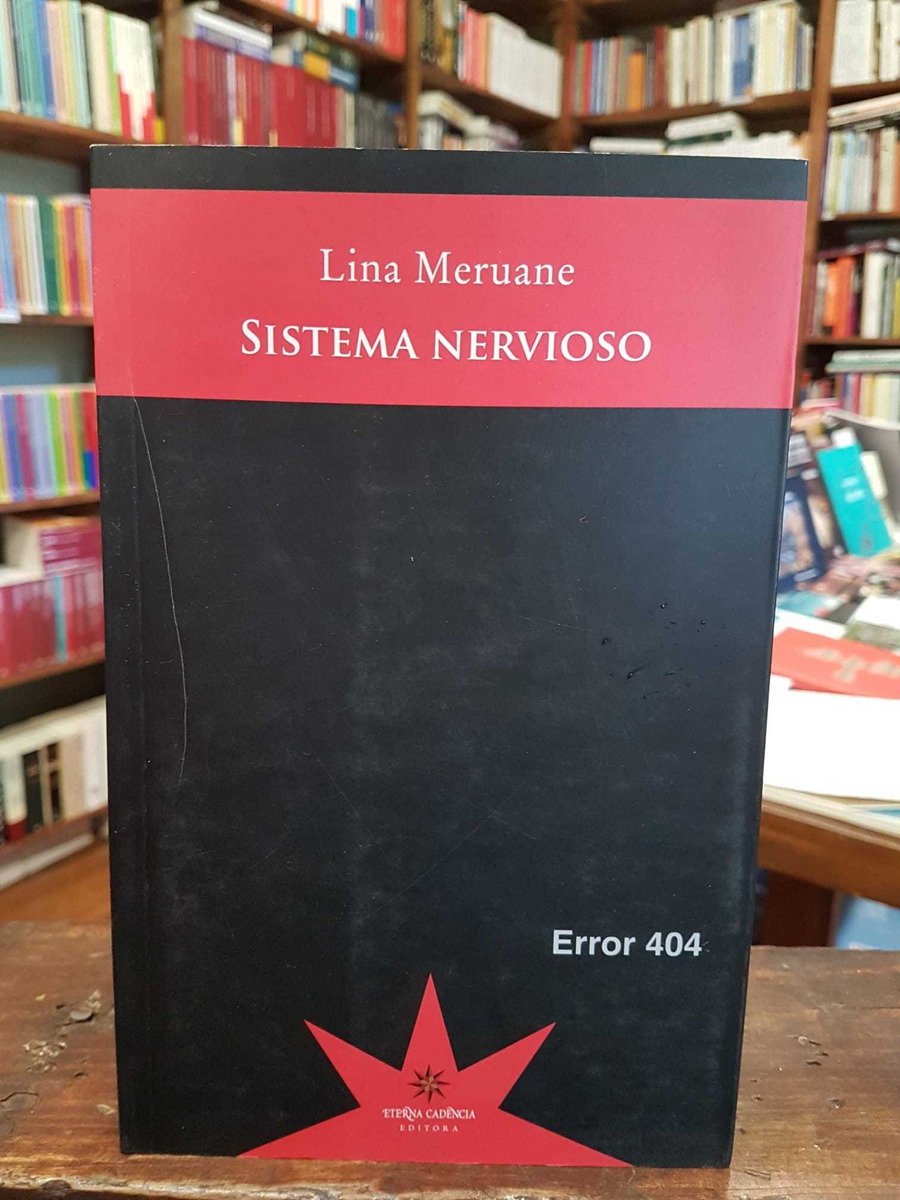 Lina Meruane
SISTEMA NERVIOSO
Error 404
ETERNA CADÊNCIA
EDITORA